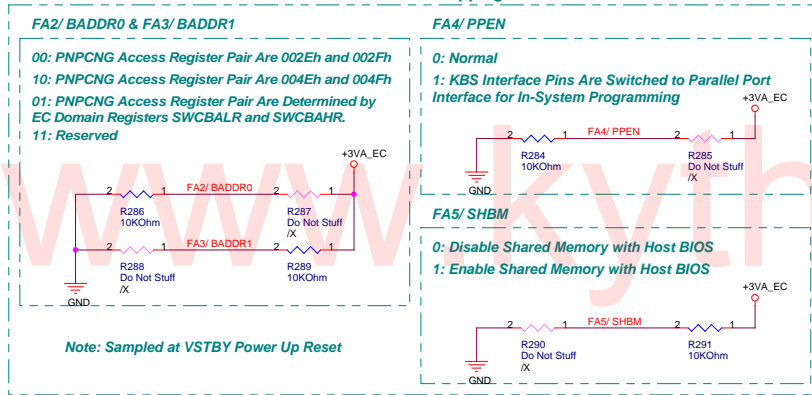 FA2/ BADDR0 & FA3/ BADDR1
00: PNPCNG Access Register Pair Are 002Eh and 002Fh
10: PNPCNG Access Register Pair Are 004Eh and 004Fh
01: PNPCNG Access Register Pair Are Determined by
EC Domain Registers SWCBALR and SWCBAHR.
11: Reserved
+3VA_EC
2 1 FA2/ BADDR0 2 1
R286
10KOhm
R287
Do Not Stuff
/X
2 1 FA3/ BADDR1 2 1
R288
Do Not Stuff
/X
R289
10KOhm
GND
Note: Sampled at VSTBY Power Up Reset
FA4/ PPEN
0: Normal
1: KBS Interface Pins Are Switched to Parallel Port
Interface for In-System Programming
+3VA_EC
2 1 FA4/ PPEN 2 1
R284
10KOhm
R285
Do Not Stuff
/X
GND
FA5/ SHBM
0: Disable Shared Memory with Host BIOS
1: Enable Shared Memory with Host BIOS
+3VA_EC
2 1 FA5/ SHBM 2 1
R290
Do Not Stuff
/X
R291
10KOhm
GND
www.kyth